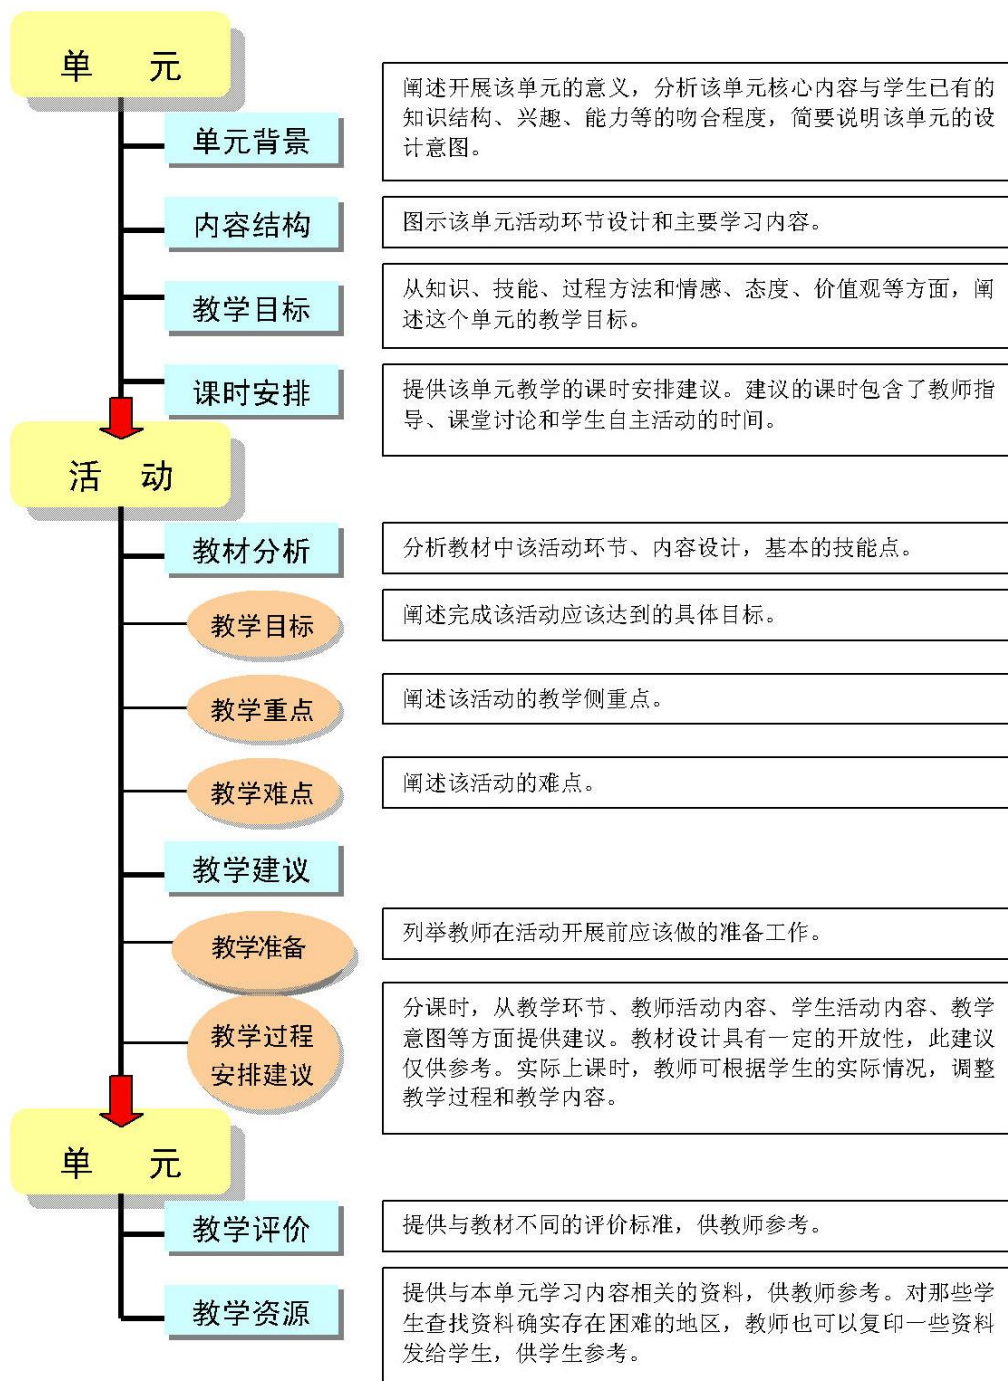 单 元
单元背景
阐述开展该单元的意义，分析该单元核心内容与学生已有的
知识结构、兴趣、能力等的吻合程度，简要说明该单元的设
计意图。
内容结构
图示该单元活动环节设计和主要学习内容。
教学目标
从知识、技能、过程方法和情感、态度、价值观等方面，阐
述这个单元的教学目标。
课时安排
提供该单元教学的课时安排建议。建议的课时包含了教师指
导、课堂讨论和学生自主活动的时间。
活 动
教材分析
分析教材中该活动环节、内容设计，基本的技能点。
教学目标
阐述完成该活动应该达到的具体目标。
教学重点
阐述该活动的教学侧重点。
教学难点
阐述该活动的难点。
教学建议
教学准备
列举教师在活动开展前应该做的准备工作。
教学过程
安排建议
分课时，从教学环节、教师活动内容、学生活动内容、教学
意图等方面提供建议。教材设计具有一定的开放性，此建议
仅供参考。实际上课时，教师可根据学生的实际情况，调整
教学过程和教学内容。
单 元
教学评价
提供与教材不同的评价标准，供教师参考。
教学资源
提供与本单元学习内容相关的资料，供教师参考。对那些学
生查找资料确实存在困难的地区，教师也可以复印一些资料
发给学生，供学生参考。